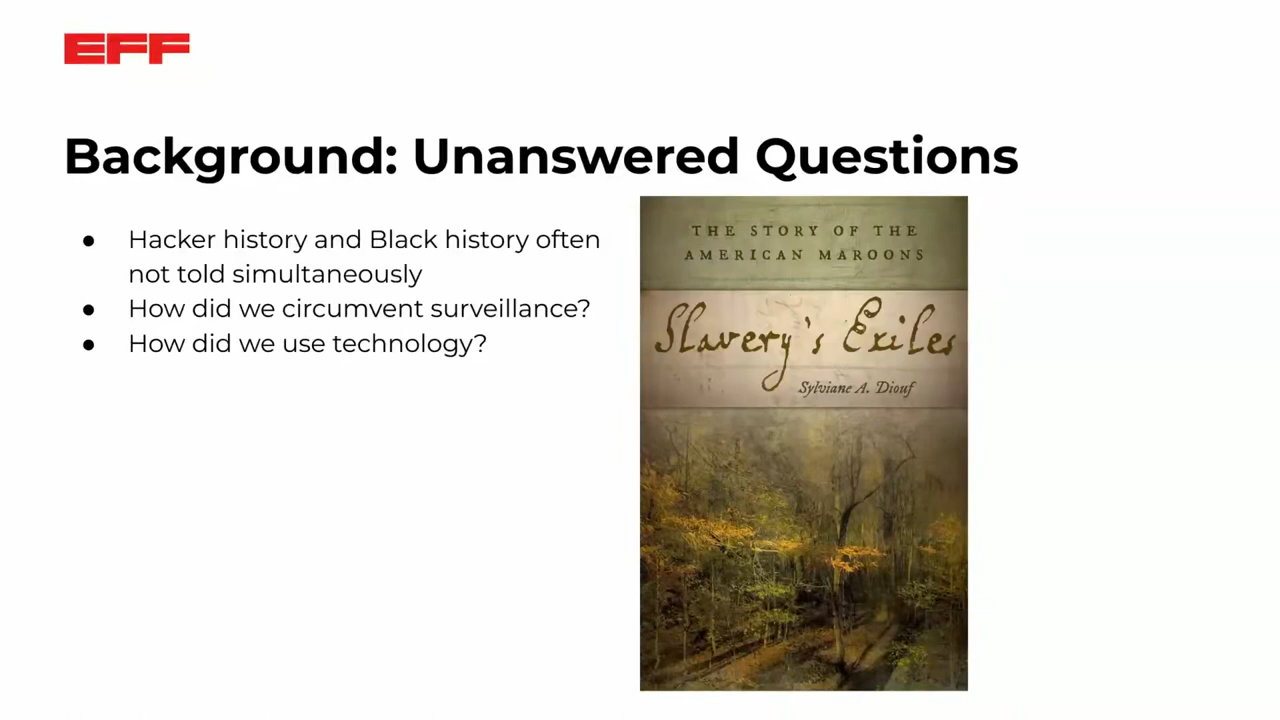 EFF
Background: Unanswered Questions
● Hacker history and Black history often
not told simultaneously
● How did we circumvent surveillance?
● How did we use technology?
THE STORY OF THE
AMERICAN MAROONS
Slavery's Exiles
Sylviane A. Diouf